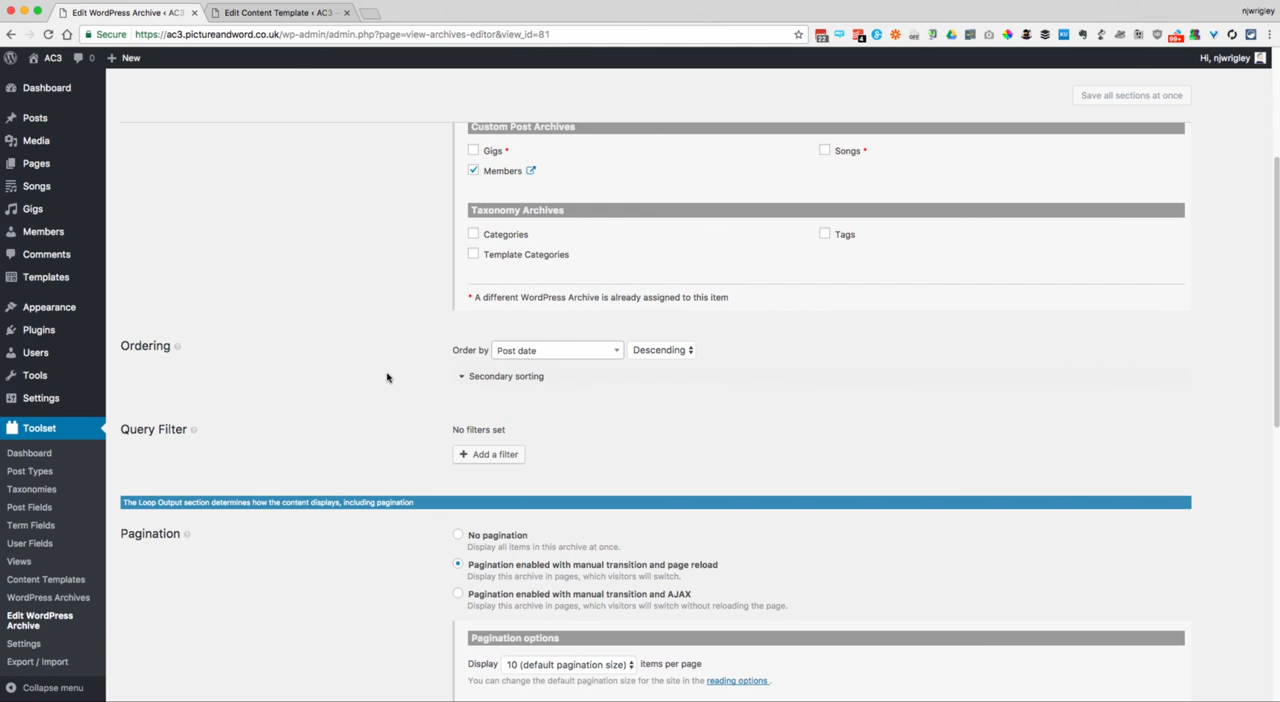 Edit WordPress Archive ‹ AC3
Edit Content Template ‹ AC3 –
njwrigley
Secure
https://ac3.pictureandword.co.uk/wp-admin/admin.php?page=view-archives-editor&view_id=81
22
4
99+
AC3
0
New
Hi, njwrigley
Save all sections at once
Dashboard
Posts
Media
Pages
Songs
Gigs
Members
Comments
Templates
Appearance
Plugins
Users
Tools
Settings
Toolset
Dashboard
Post Types
Taxonomies
Post Fields
Term Fields
User Fields
Views
Content Templates
WordPress Archives
Edit WordPress
Archive
Settings
Export / Import
Collapse menu
Custom Post Archives
Gigs *
Songs *
Members
Taxonomy Archives
Categories
Tags
Template Categories
* A different WordPress Archive is already assigned to this item
Ordering
Order by Post date Descending
Secondary sorting
Query Filter
No filters set
+ Add a filter
The Loop Output section determines how the content displays, including pagination
Pagination
No pagination
Display all items in this archive at once.
Pagination enabled with manual transition and page reload
Display this archive in pages, which visitors will switch.
Pagination enabled with manual transition and AJAX
Display this archive in pages, which visitors will switch without reloading the page.
Pagination options
Display 10 (default pagination size) items per page
You can change the default pagination size for the site in the reading options .